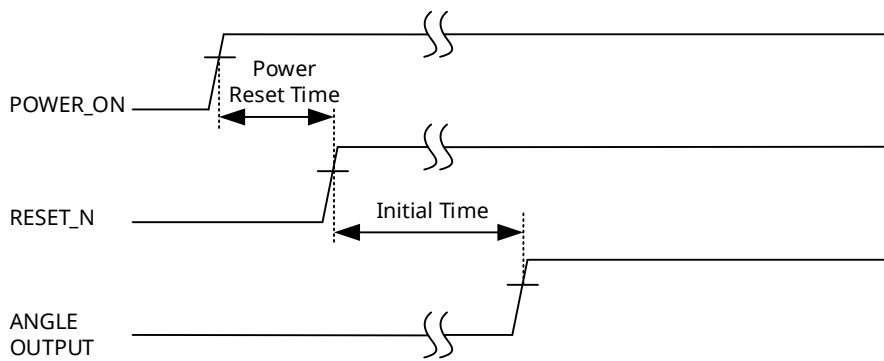 Power
Reset Time
POWER_ON
RESET_N
Initial Time
ANGLE
OUTPUT